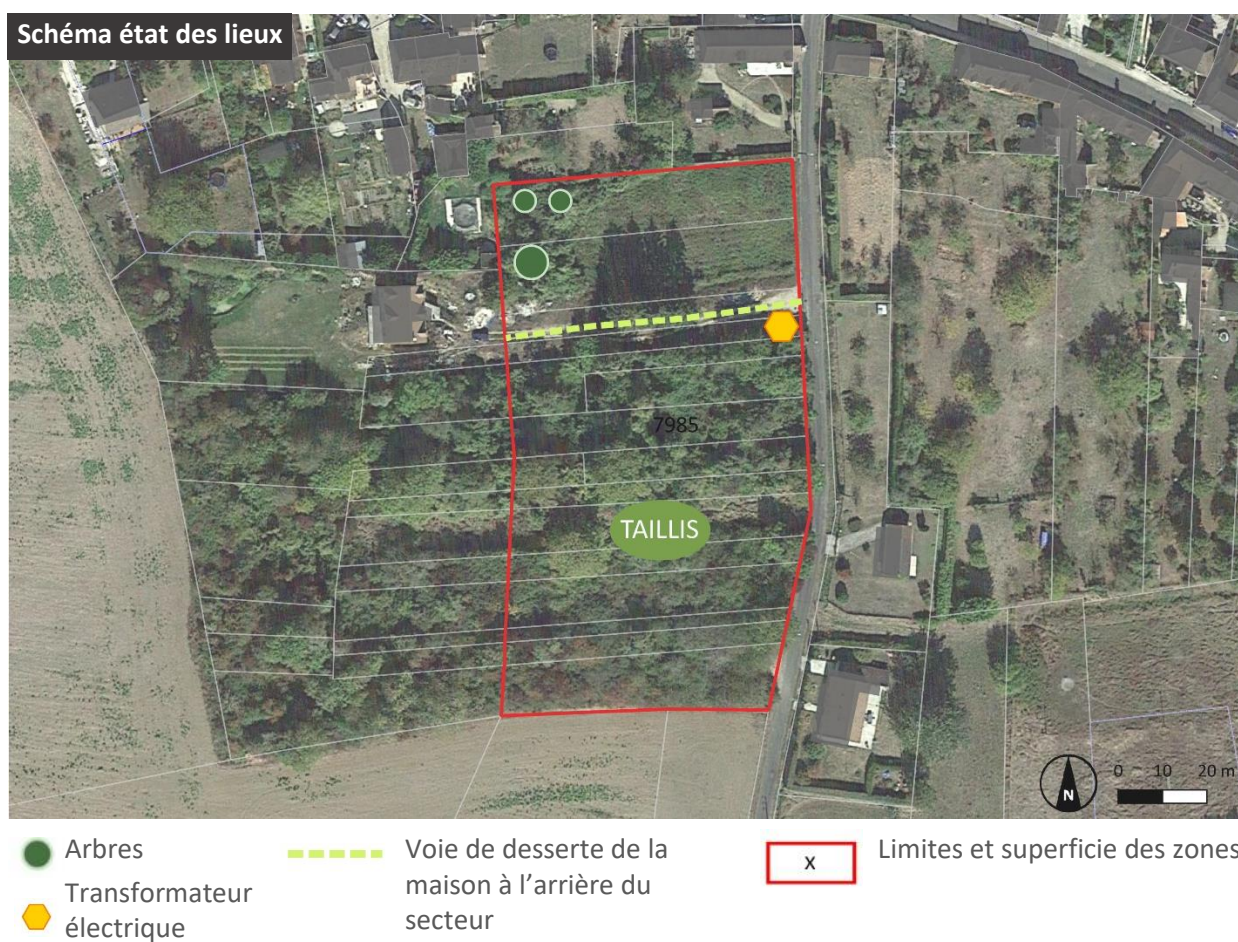 Schéma état des lieux
7985
TAILLIS
N
0 10 20 m
Arbres
Transformateur
électrique
Voie de desserte de la
maison à l'arrière du
secteur
X
Limites et superficie des zones